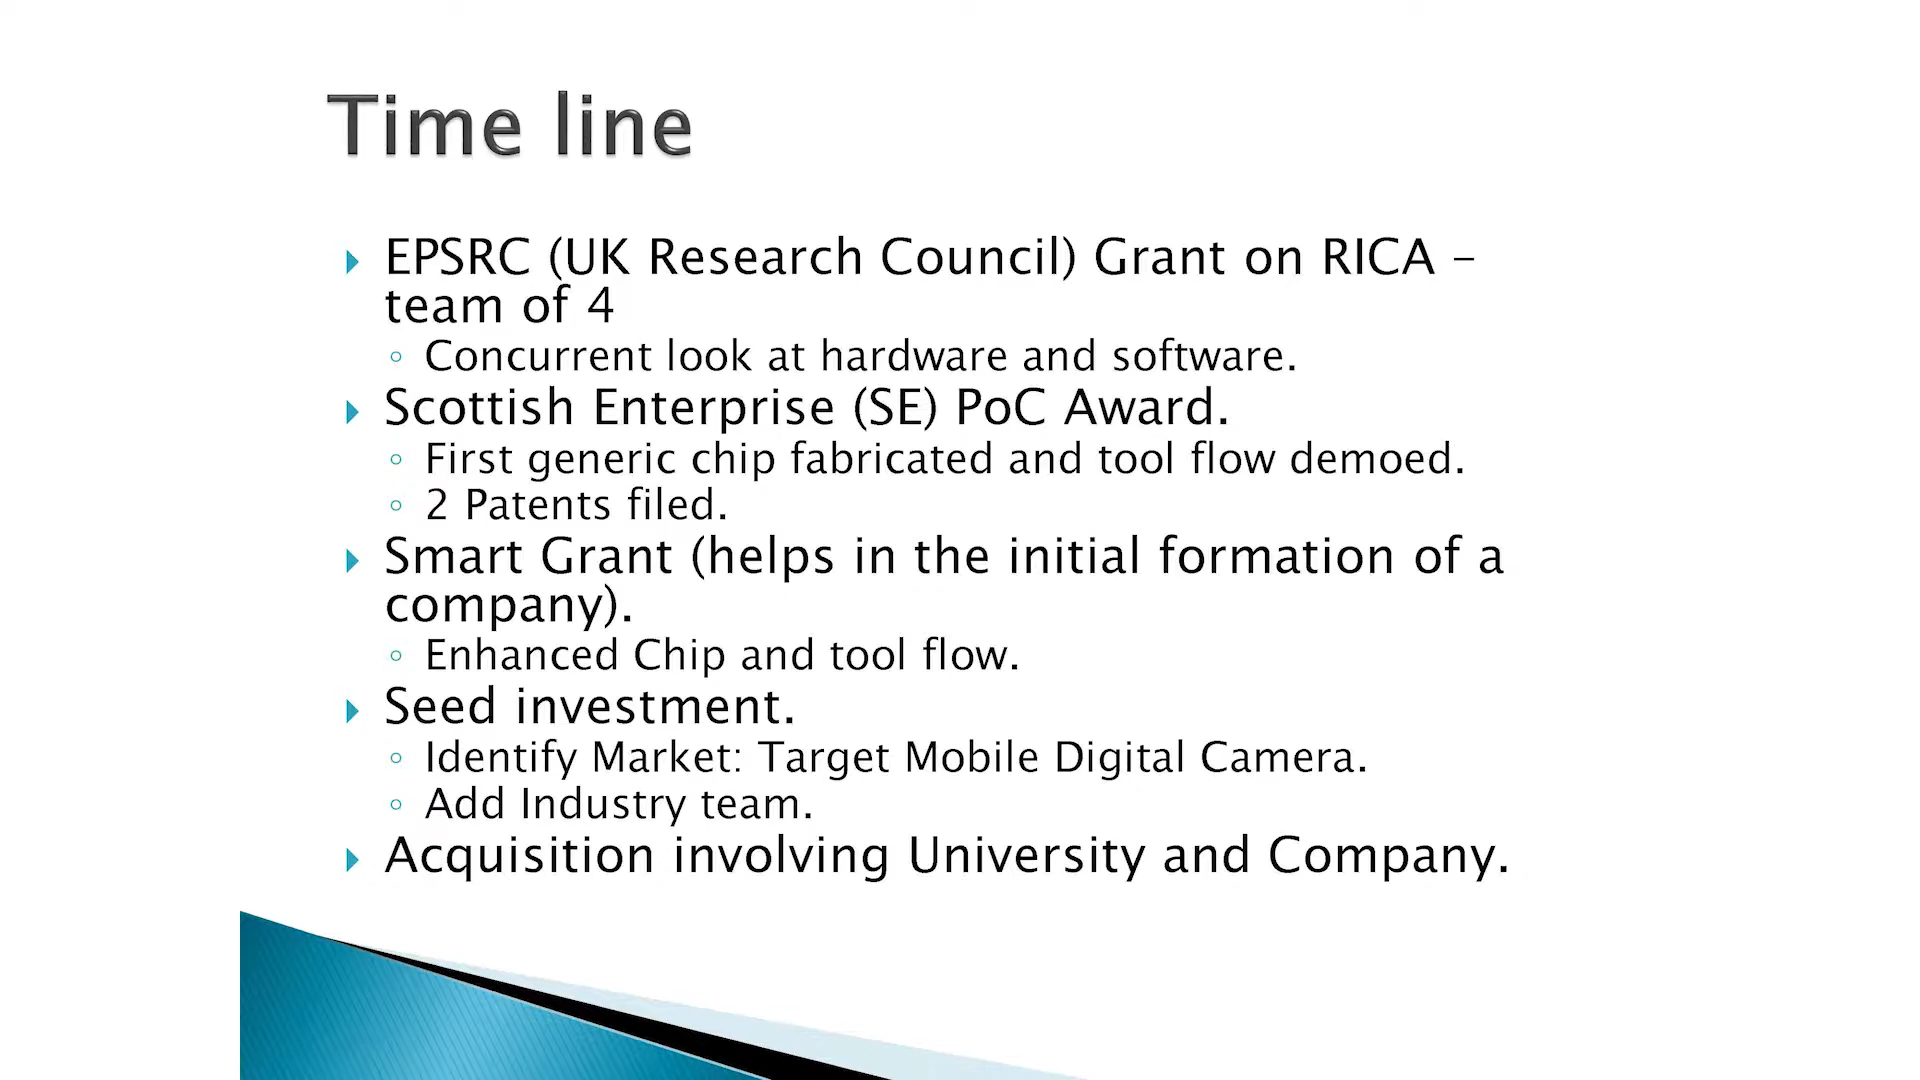 Time line
EPSRC (UK Research Council) Grant on RICA –
team of 4
Concurrent look at hardware and software.
Scottish Enterprise (SE) PoC Award.
First generic chip fabricated and tool flow demoed.
2 Patents filed.
Smart Grant (helps in the initial formation of a
company).
Enhanced Chip and tool flow.
Seed investment.
Identify Market: Target Mobile Digital Camera.
Add Industry team.
Acquisition involving University and Company.